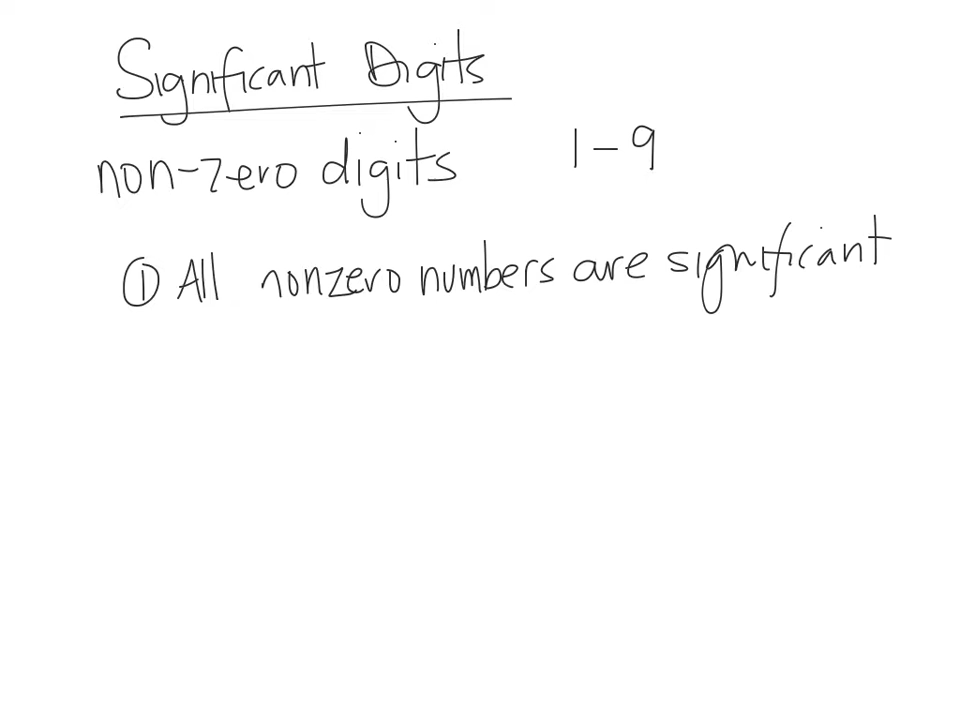 Significant Digits
non-zero digits 1-9
① All nonzero numbers are significant